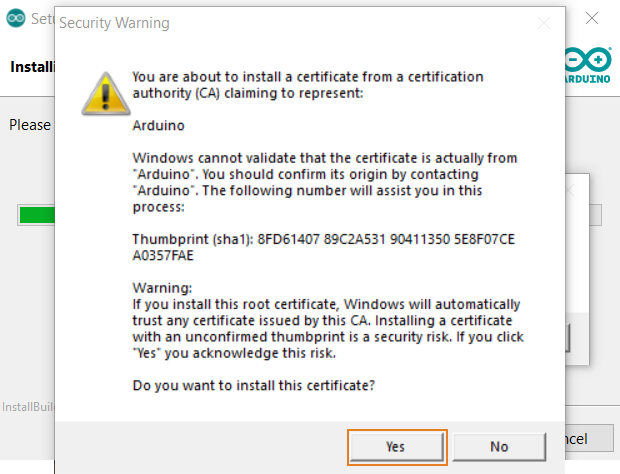 Setu
Security Warning
Installi
ARDUINO
Please
You are about to install a certificate from a certification
authority (CA) claiming to represent:
Arduino
Windows cannot validate that the certificate is actually from
"Arduino". You should confirm its origin by contacting
"Arduino". The following number will assist you in this
process:
Thumbprint (sha1): 8FD61407 89C2A531 90411350 5E8F07CE
A0357FAE
Warning:
If you install this root certificate, Windows will automatically
trust any certificate issued by this CA. Installing a certificate
with an unconfirmed thumbprint is a security risk. If you click
"Yes" you acknowledge this risk.
Do you want to install this certificate?
InstallBuild
Yes
No
ncel